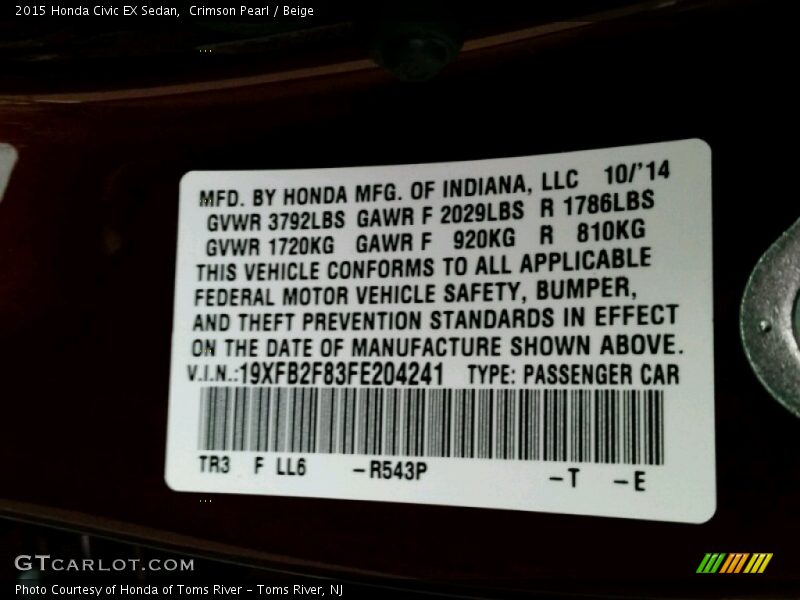 2015 Honda Civic EX Sedan,  Crimson Pearl / Beige
MFD. BY HONDA MFG. OF INDIANA, LLC 10/'14
GVWR 3792LBS GAWR F 2029LBS R 1786LBS
GVWR 1720KG GAWR F 920KG R 810KG
THIS VEHICLE CONFORMS TO ALL APPLICABLE
FEDERAL MOTOR VEHICLE SAFETY, BUMPER,
AND THEFT PREVENTION STANDARDS IN EFFECT
ON THE DATE OF MANUFACTURE SHOWN ABOVE.
V.I.N.:19XFB2F83FE204241 TYPE: PASSENGER CAR
TR3 F LL6 -R543P -T -E
GTCARLOT.COM
Photo Courtesy of Honda of Toms River - Toms River, NJ